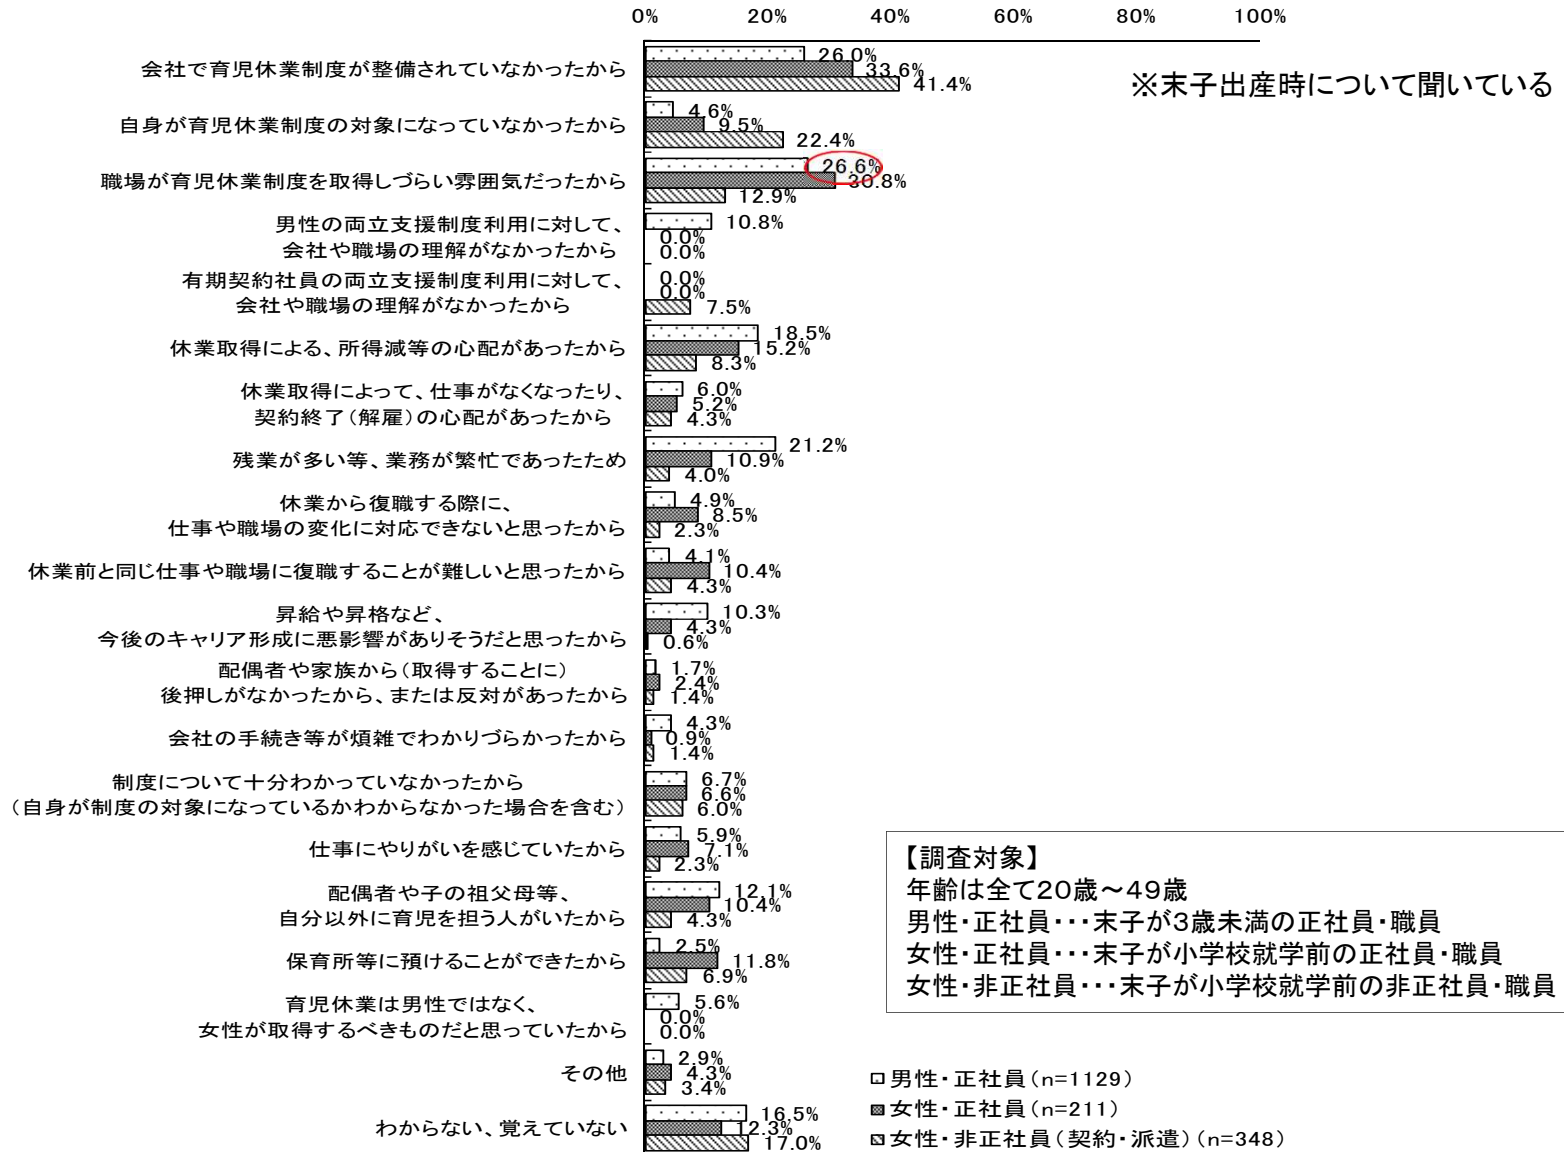 0% 20% 40% 60% 80% 100%
※末子出産時について聞いている
会社で育児休業制度が整備されていなかったから
26.0%
33.6%
41.4%
自身が育児休業制度の対象になっていなかったから
4.6%
9.5%
22.4%
職場が育児休業制度を取得しづらい雰囲気だったから
26.6%
30.8%
12.9%
男性の両立支援制度利用に対して、
会社や職場の理解がなかったから
10.8%
0.0%
0.0%
有期契約社員の両立支援制度利用に対して、
会社や職場の理解がなかったから
0.0%
0.0%
7.5%
休業取得による、所得減等の心配があったから
18.5%
15.2%
8.3%
休業取得によって、仕事がなくなったり、
契約終了(解雇)の心配があったから
6.0%
5.2%
4.3%
残業が多い等、業務が繁忙であったため
21.2%
10.9%
4.0%
休業から復職する際に、
仕事や職場の変化に対応できないと思ったから
4.9%
8.5%
2.3%
休業前と同じ仕事や職場に復職することが難しいと思ったから
4.1%
10.4%
4.3%
昇給や昇格など、
今後のキャリア形成に悪影響がありそうだと思ったから
10.3%
4.3%
0.6%
配偶者や家族から(取得することに)
後押しがなかったから、または反対があったから
1.7%
2.4%
1.4%
会社の手続き等が煩雑でわかりづらかったから
4.3%
0.9%
1.4%
制度について十分わかっていなかったから
(自身が制度の対象になっているかわからなかった場合を含む)
6.7%
6.6%
6.0%
仕事にやりがいを感じていたから
5.9%
7.1%
2.3%
配偶者や子の祖父母等、
自分以外に育児を担う人がいたから
12.1%
10.4%
4.3%
保育所等に預けることができたから
2.5%
11.8%
6.9%
育児休業は男性ではなく、
女性が取得するべきものだと思っていたから
5.6%
0.0%
0.0%
その他
2.9%
4.3%
3.4%
わからない、覚えていない
16.5%
12.3%
17.0%
【調査対象】
年齢は全て20歳～49歳
男性・正社員・・・末子が3歳未満の正社員・職員
女性・正社員・・・末子が小学校就学前の正社員・職員
女性・非正社員・・・末子が小学校就学前の非正社員・職員
男性・正社員(n=1129)
女性・正社員(n=211)
女性・非正社員(契約・派遣)(n=348)